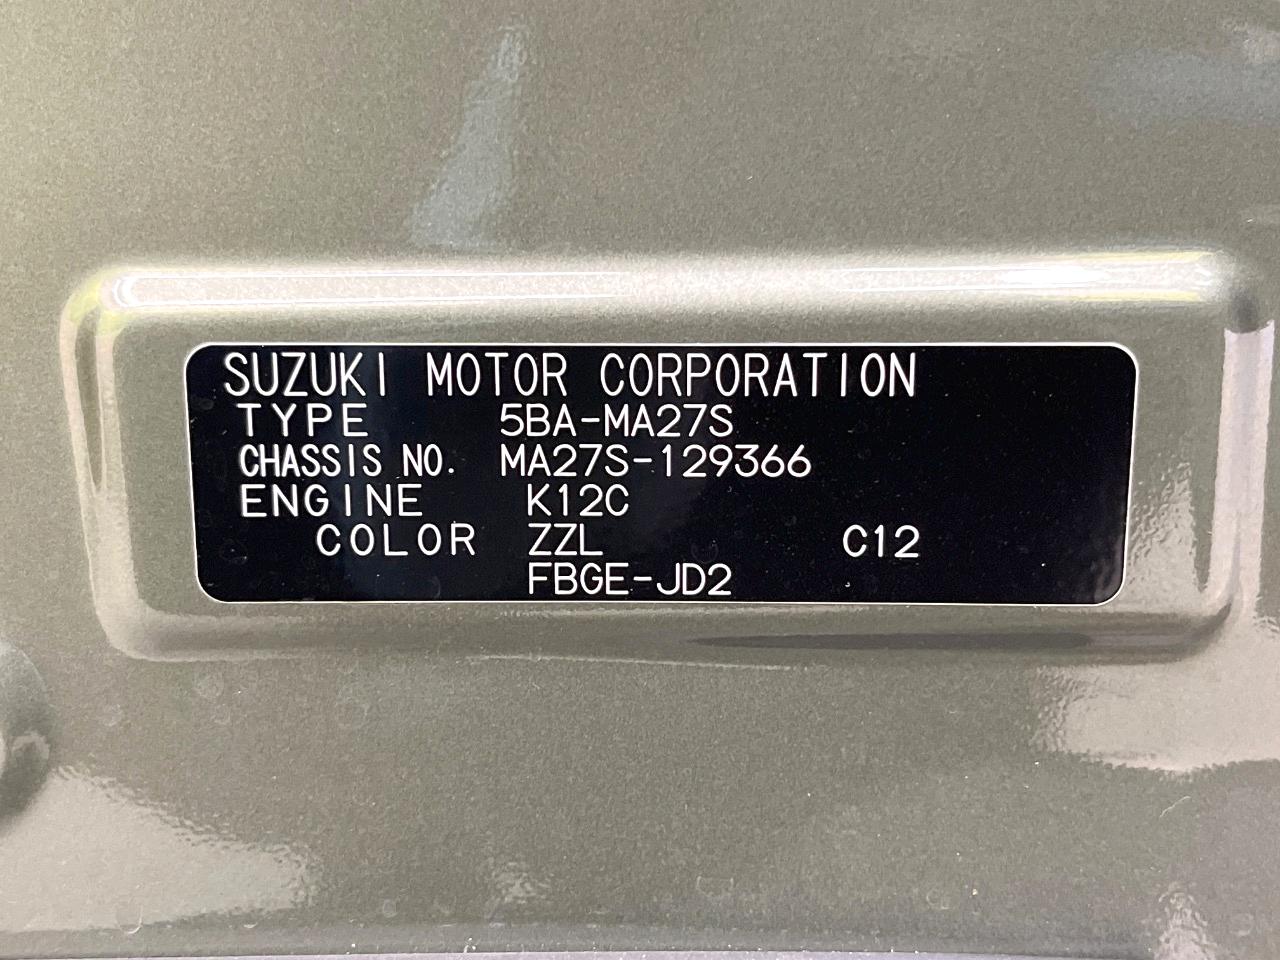 SUZUKI MOTOR CORPORATION
TYPE 5BA-MA27S
CHASSIS NO. MA27S-129366
ENGINE K12C
COLOR ZZL C12
FBGE-JD2